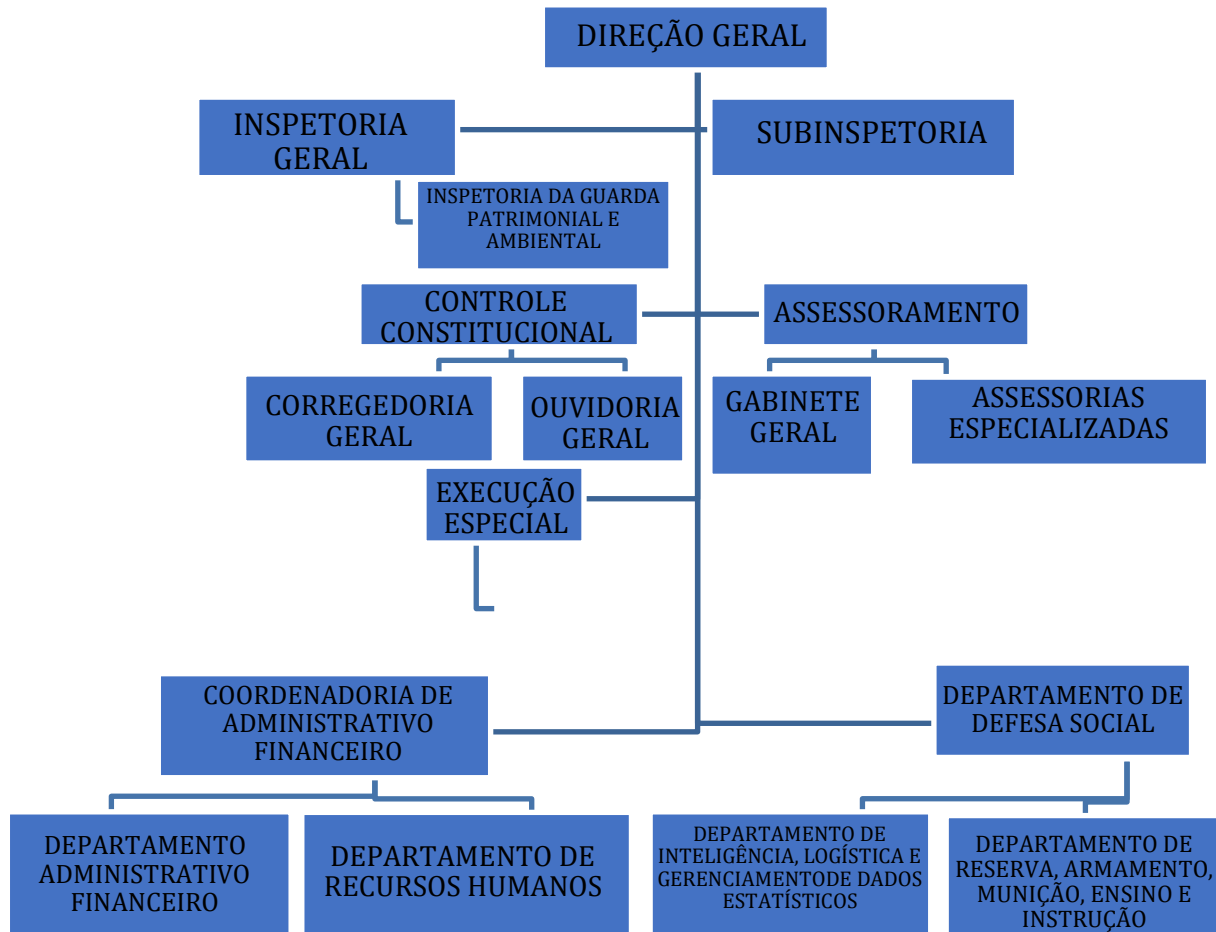 DIREÇÃO GERAL
INSPETORIA
GERAL
SUBINSPETORIA
INSPETORIA DA GUARDA
PATRIMONIAL E
AMBIENTAL
CONTROLE
CONSTITUCIONAL
ASSESSORAMENTO
CORREGEDORIA
GERAL
OUVIDORIA
GERAL
GABINETE
GERAL
ASSESSORIAS
ESPECIALIZADAS
EXECUÇÃO
ESPECIAL
COORDENADORIA DE
ADMINISTRATIVO
FINANCEIRO
DEPARTAMENTO DE
DEFESA SOCIAL
DEPARTAMENTO
ADMINISTRATIVO
FINANCEIRO
DEPARTAMENTO DE
RECURSOS HUMANOS
DEPARTAMENTO DE
INTELIGÊNCIA, LOGÍSTICA E
GERENCIAMENTODE DADOS
ESTATÍSTICOS
DEPARTAMENTO DE
RESERVA, ARMAMENTO,
MUNIÇÃO, ENSINO E
INSTRUÇÃO